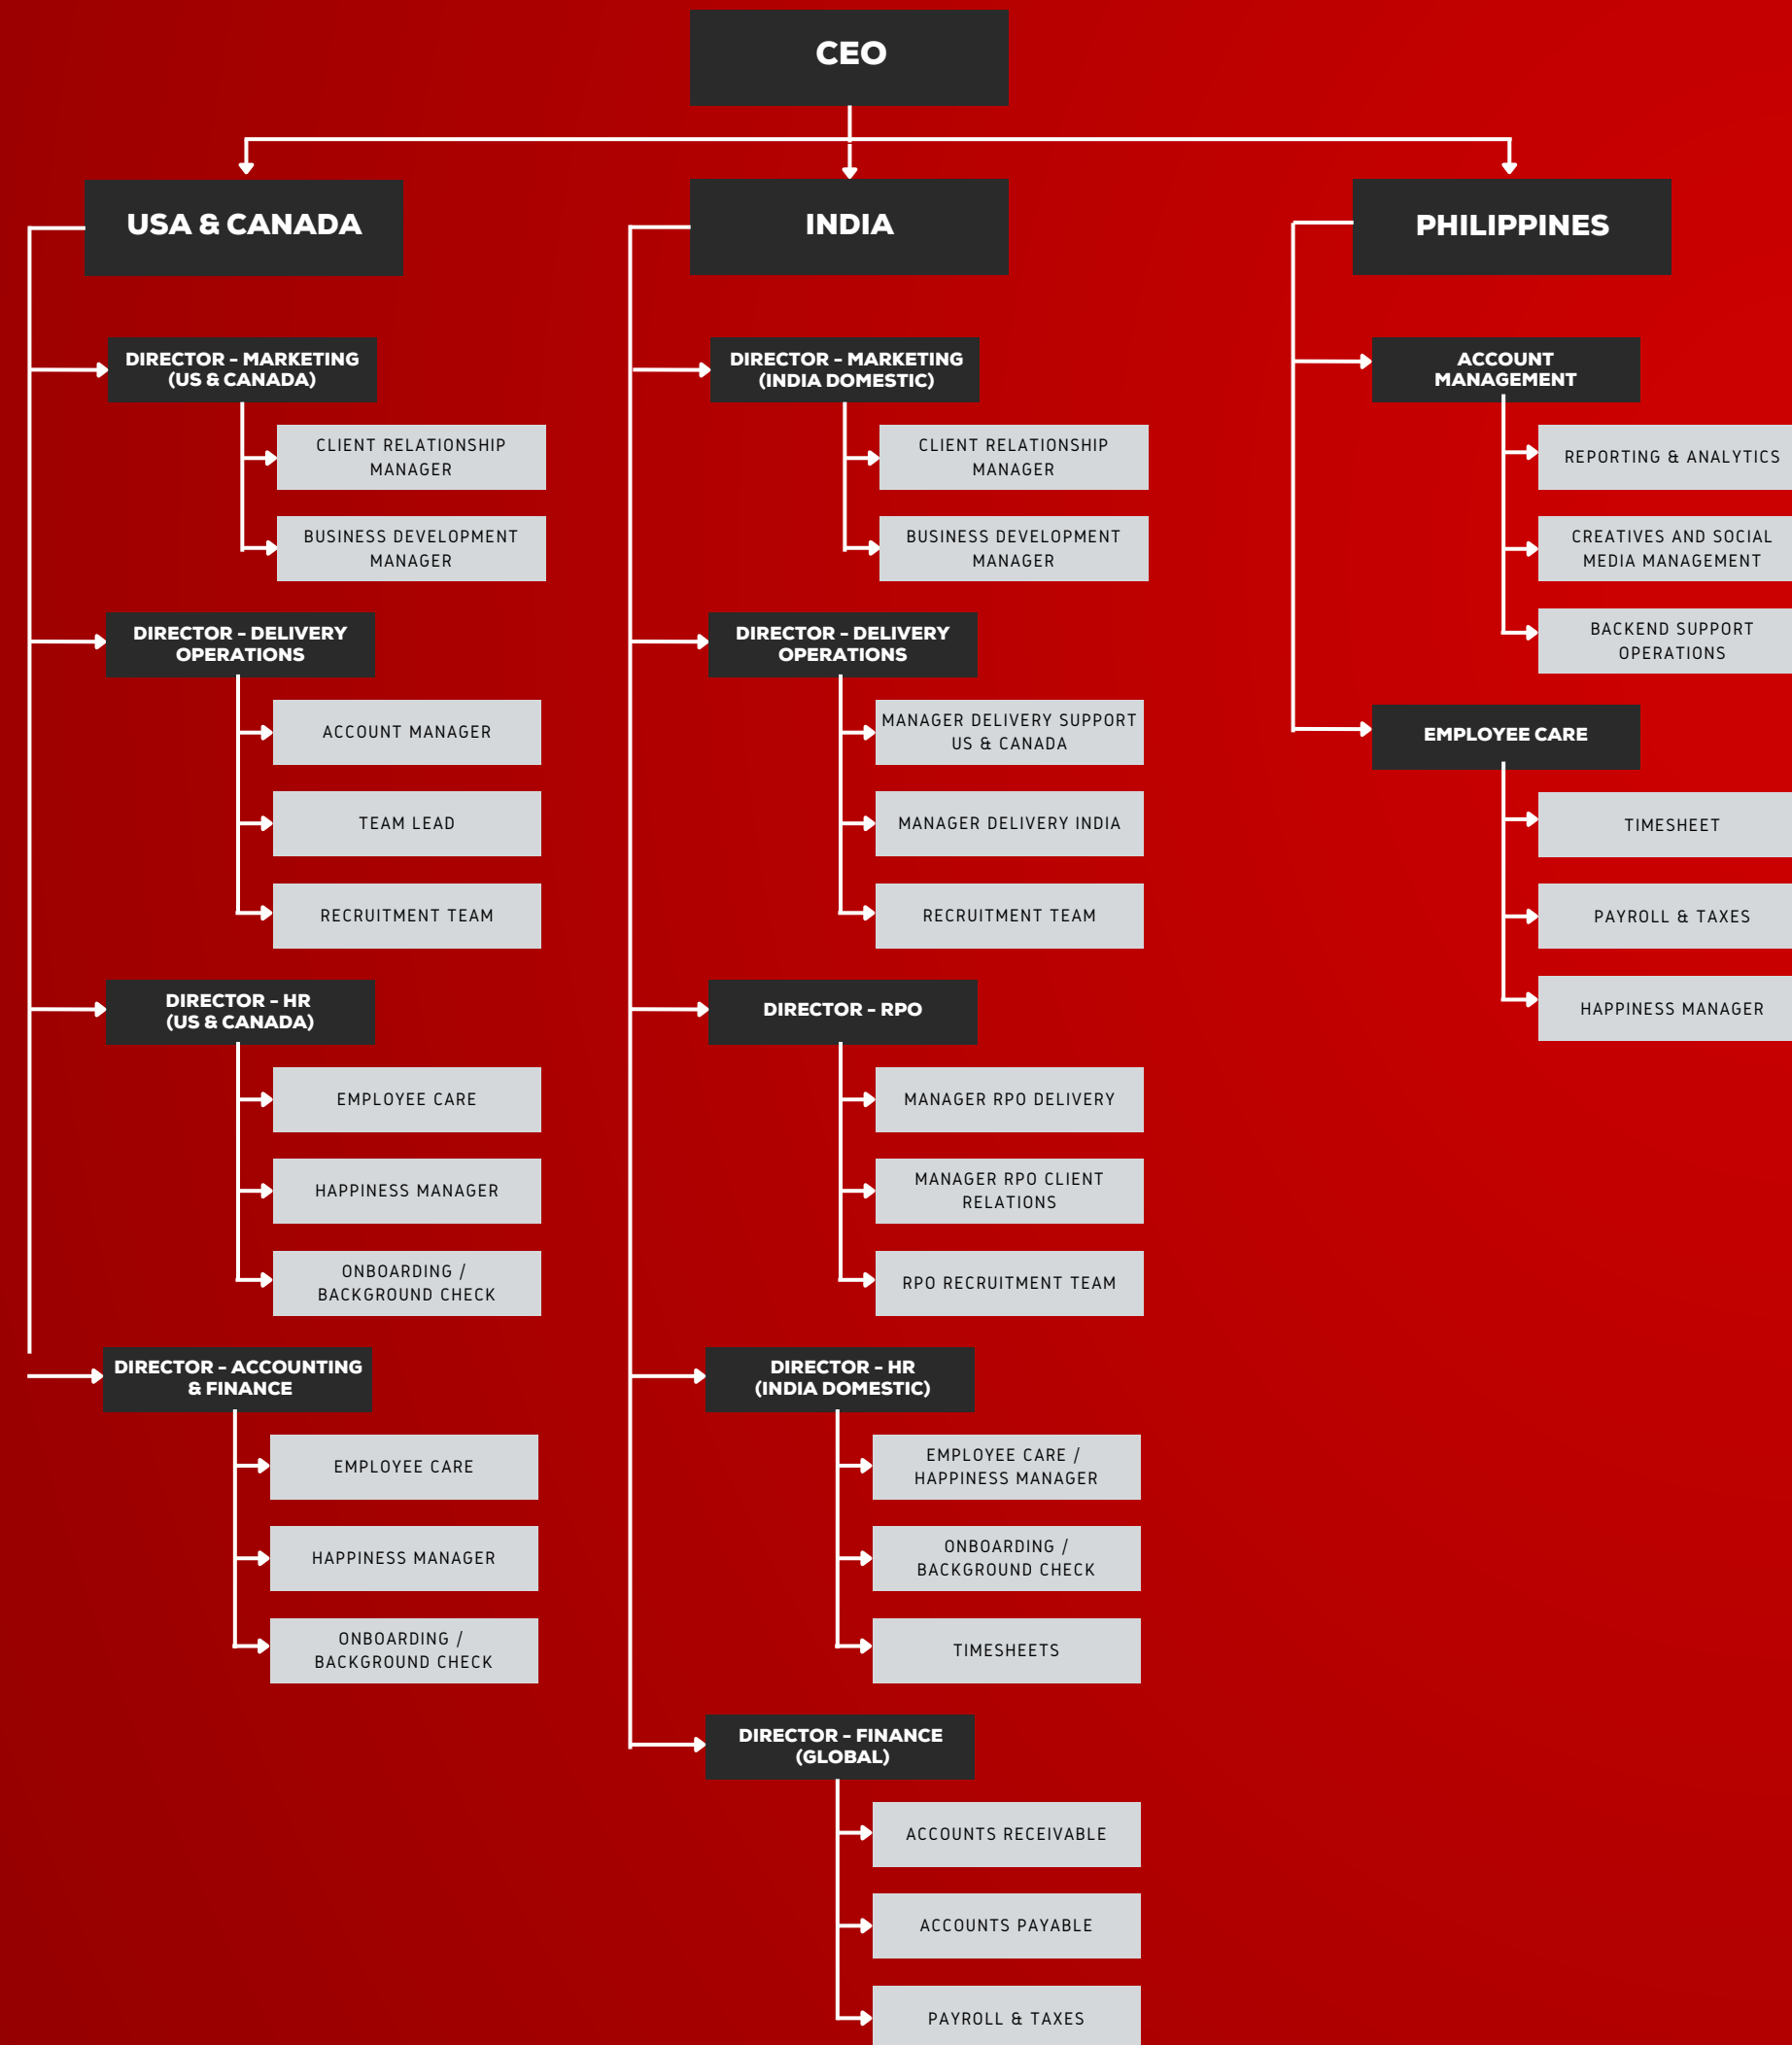 CEO
USA & CANADA
DIRECTOR - MARKETING
(US & CANADA)
CLIENT RELATIONSHIP
MANAGER
BUSINESS DEVELOPMENT
MANAGER
DIRECTOR - DELIVERY
OPERATIONS
ACCOUNT MANAGER
TEAM LEAD
RECRUITMENT TEAM
DIRECTOR - HR
(US & CANADA)
EMPLOYEE CARE
HAPPINESS MANAGER
ONBOARDING /
BACKGROUND CHECK
DIRECTOR - ACCOUNTING
& FINANCE
EMPLOYEE CARE
HAPPINESS MANAGER
ONBOARDING /
BACKGROUND CHECK
INDIA
DIRECTOR - MARKETING
(INDIA DOMESTIC)
CLIENT RELATIONSHIP
MANAGER
BUSINESS DEVELOPMENT
MANAGER
DIRECTOR - DELIVERY
OPERATIONS
MANAGER DELIVERY SUPPORT
US & CANADA
MANAGER DELIVERY INDIA
RECRUITMENT TEAM
DIRECTOR - RPO
MANAGER RPO DELIVERY
MANAGER RPO CLIENT
RELATIONS
RPO RECRUITMENT TEAM
DIRECTOR - HR
(INDIA DOMESTIC)
EMPLOYEE CARE /
HAPPINESS MANAGER
ONBOARDING /
BACKGROUND CHECK
TIMESHEETS
DIRECTOR - FINANCE
(GLOBAL)
ACCOUNTS RECEIVABLE
ACCOUNTS PAYABLE
PAYROLL & TAXES
PHILIPPINES
ACCOUNT
MANAGEMENT
REPORTING & ANALYTICS
CREATIVES AND SOCIAL
MEDIA MANAGEMENT
BACKEND SUPPORT
OPERATIONS
EMPLOYEE CARE
TIMESHEET
PAYROLL & TAXES
HAPPINESS MANAGER